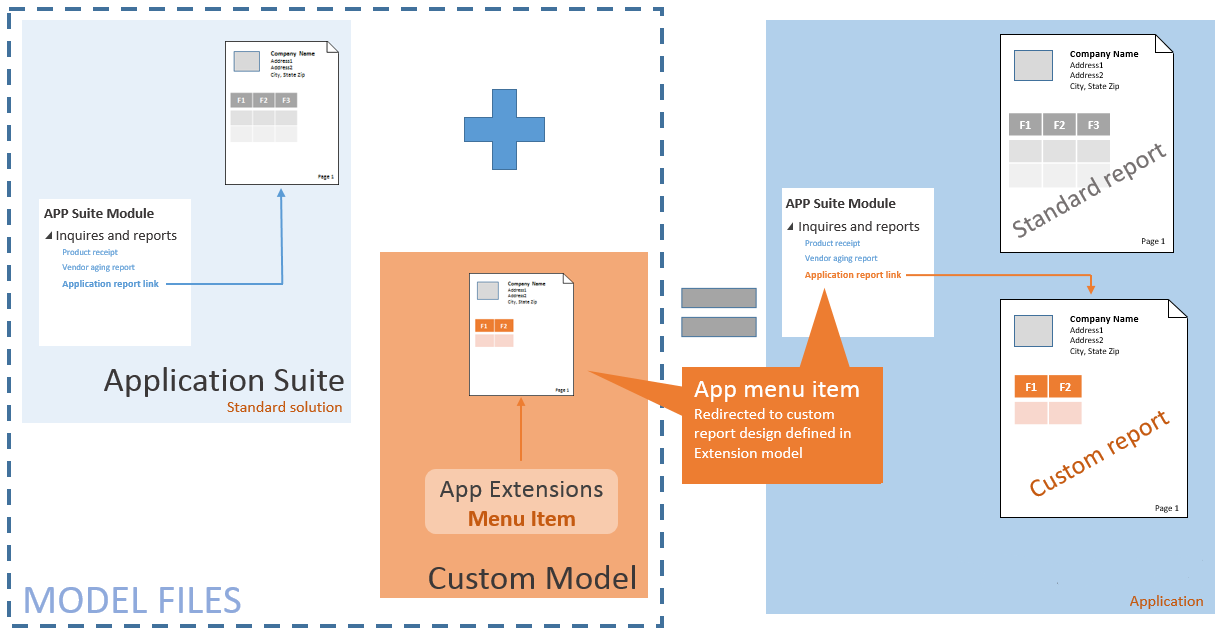 Company Name
Address1
Address2
City, State Zip
F1 F2 F3
Page 1
APP Suite Module
Inquires and reports
Product receipt
Vendor aging report
Application report link
Application Suite
Standard solution
Company Name
Address1
Address2
City, State Zip
F1 F2
Page 1
App Extensions
Menu Item
Custom Model
MODEL FILES
APP Suite Module
Inquires and reports
Product receipt
Vendor aging report
Application report link
App menu item
Redirected to custom
report design defined in
Extension model
Company Name
Address1
Address2
City, State Zip
F1 F2 F3
Standard report
Page 1
Company Name
Address1
Address2
City, State Zip
F1 F2
Custom report
Page 1
Application